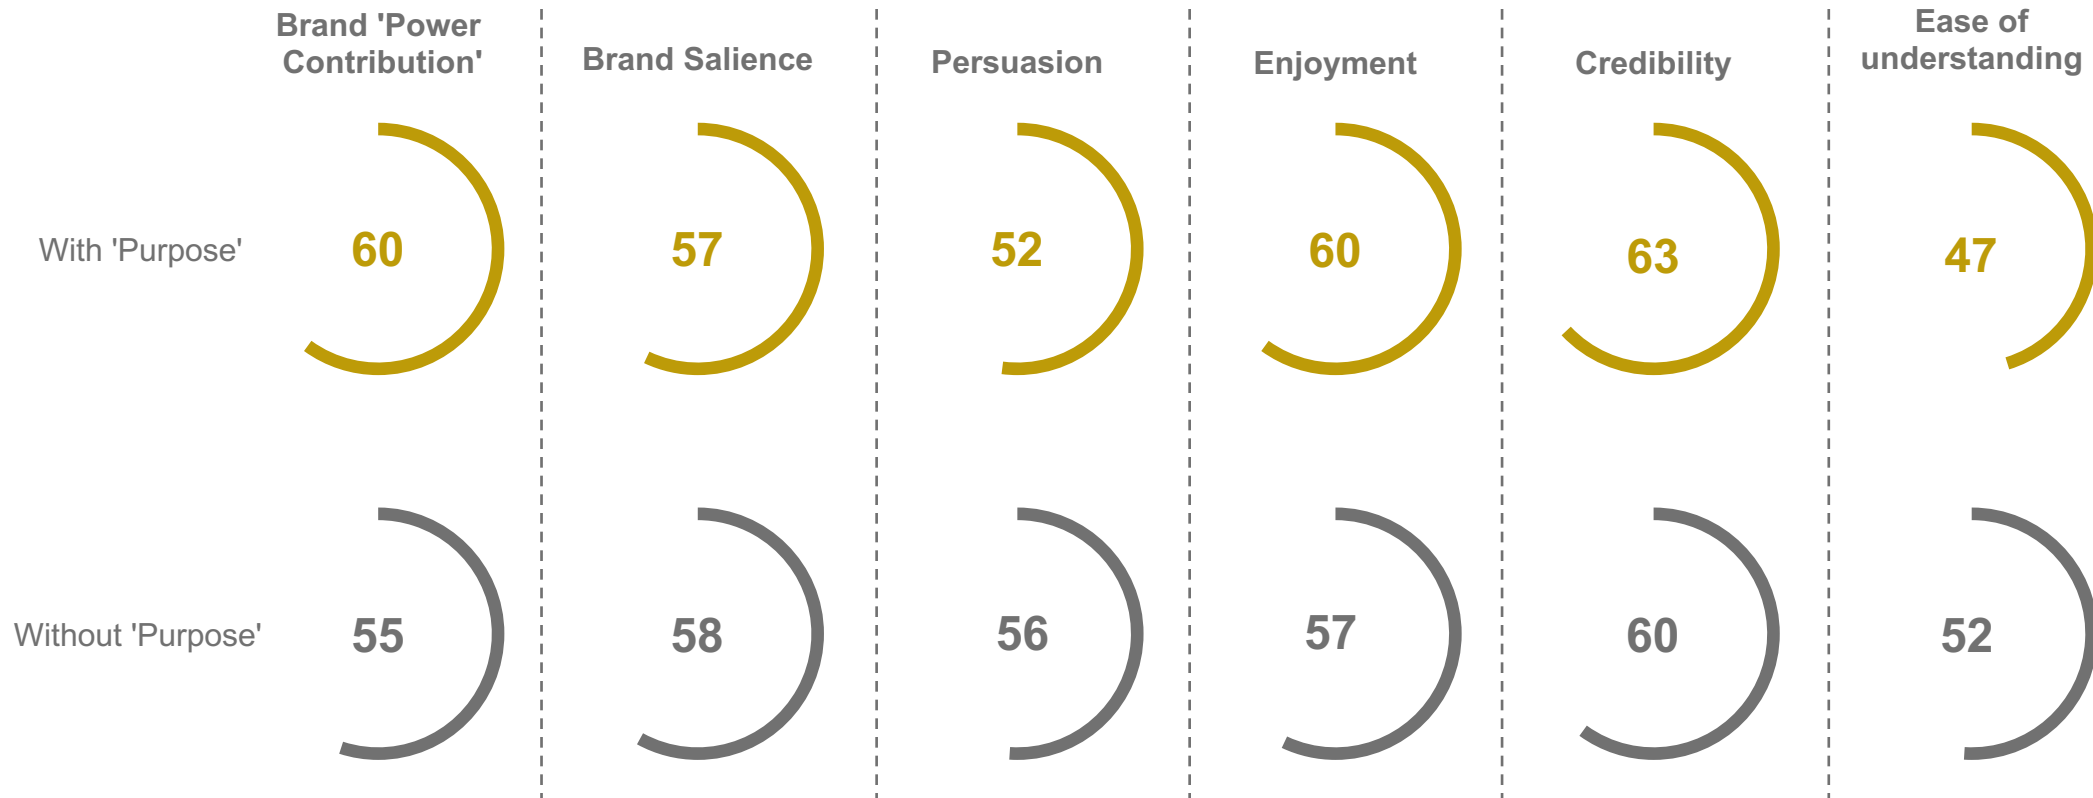 Brand 'Power
Contribution'
Brand Salience
Persuasion
Enjoyment
Credibility
Ease of
understanding
With 'Purpose'
60
57
52
60
63
47
Without 'Purpose'
55
58
56
57
60
52